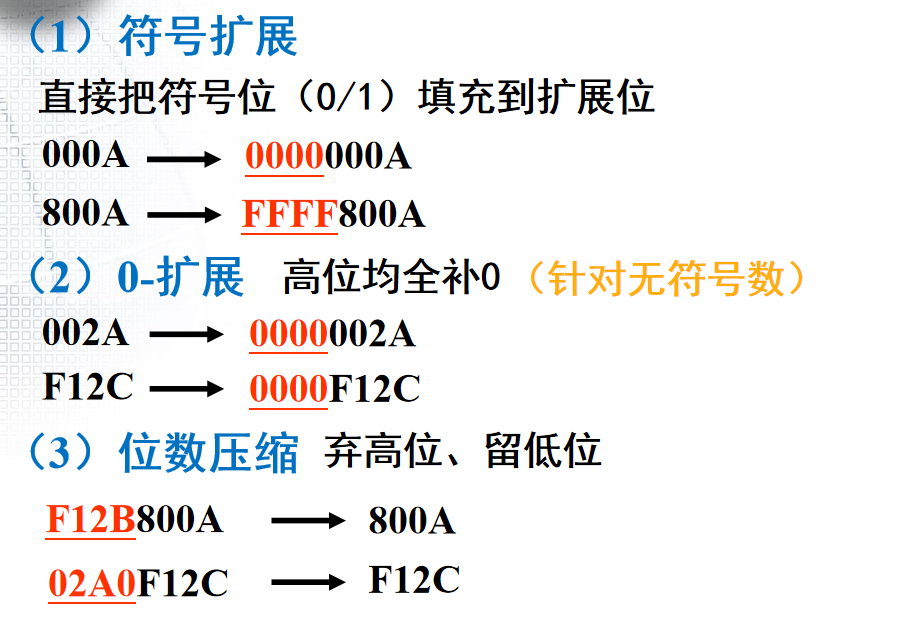 （1）符号扩展
直接把符号位（0/1）填充到扩展位
000A → 0000000A
800A → FFFF800A
（2）0-扩展 高位均全补0（针对无符号数）
002A → 0000002A
F12C → 0000F12C
（3）位数压缩 弃高位、留低位
F12B800A → 800A
02A0F12C → F12C